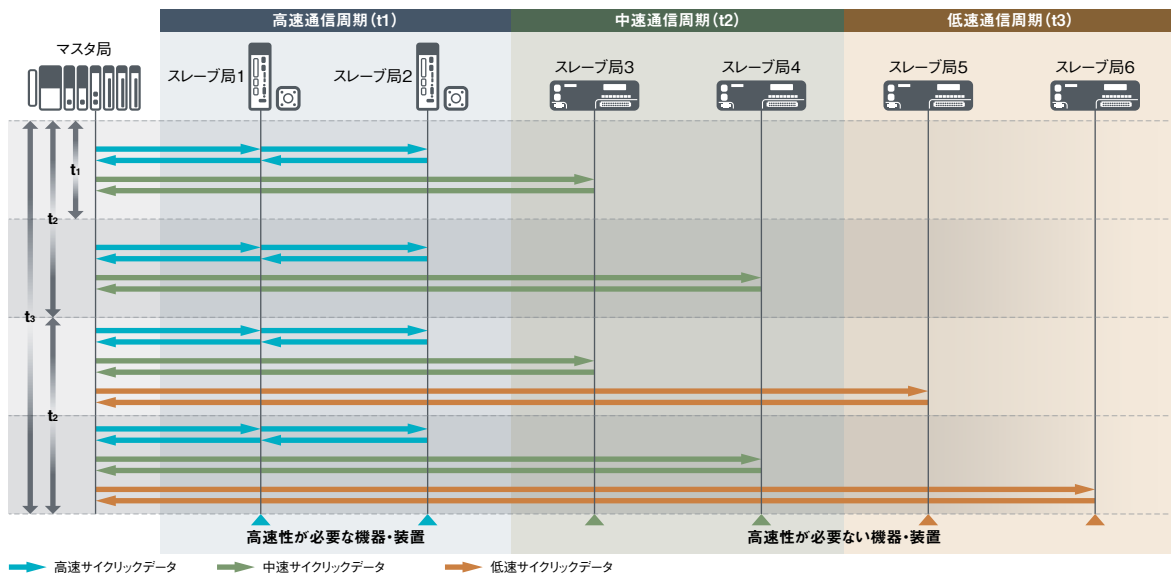 高速通信周期(t1)
中速通信周期(t2)
低速通信周期(t3)
マスタ局
スレーブ局1
スレーブ局2
スレーブ局3
スレーブ局4
スレーブ局5
スレーブ局6
t1
t2
t3
t2
高速性が必要な機器・装置
高速性が必要ない機器・装置
高速サイクリックデータ
中速サイクリックデータ
低速サイクリックデータ